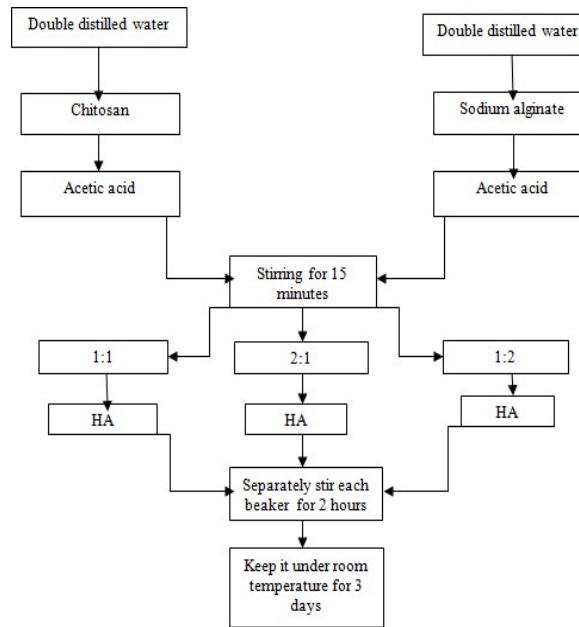 Double distilled water
Double distilled water
Chitosan
Sodium alginate
Acetic acid
Acetic acid
Stirring for 15
minutes
1:1
2:1
1:2
HA
HA
HA
Separately stir each
beaker for 2 hours
Keep it under room
temperature for 3
days